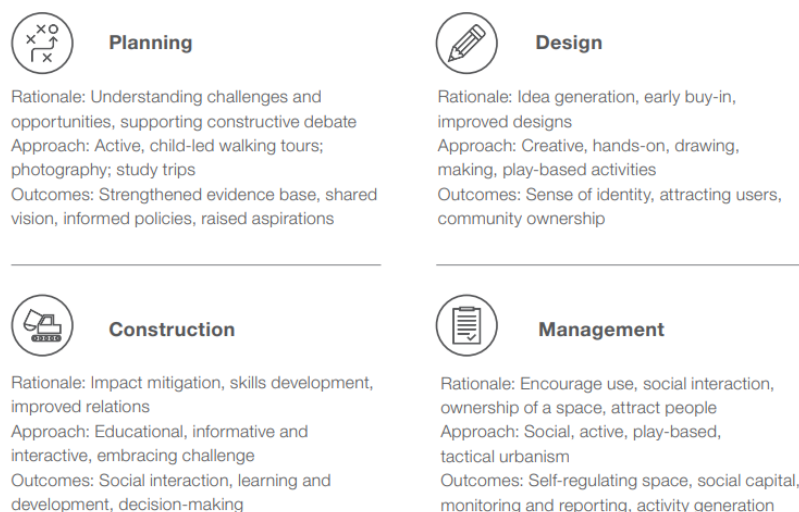 Planning
Rationale: Understanding challenges and
opportunities, supporting constructive debate
Approach: Active, child-led walking tours;
photography; study trips
Outcomes: Strengthened evidence base, shared
vision, informed policies, raised aspirations
Design
Rationale: Idea generation, early buy-in,
improved designs
Approach: Creative, hands-on, drawing,
making, play-based activities
Outcomes: Sense of identity, attracting users,
community ownership
Construction
Rationale: Impact mitigation, skills development,
improved relations
Approach: Educational, informative and
interactive, embracing challenge
Outcomes: Social interaction, learning and
development, decision-making
Management
Rationale: Encourage use, social interaction,
ownership of a space, attract people
Approach: Social, active, play-based,
tactical urbanism
Outcomes: Self-regulating space, social capital,
monitoring and reporting, activity generation